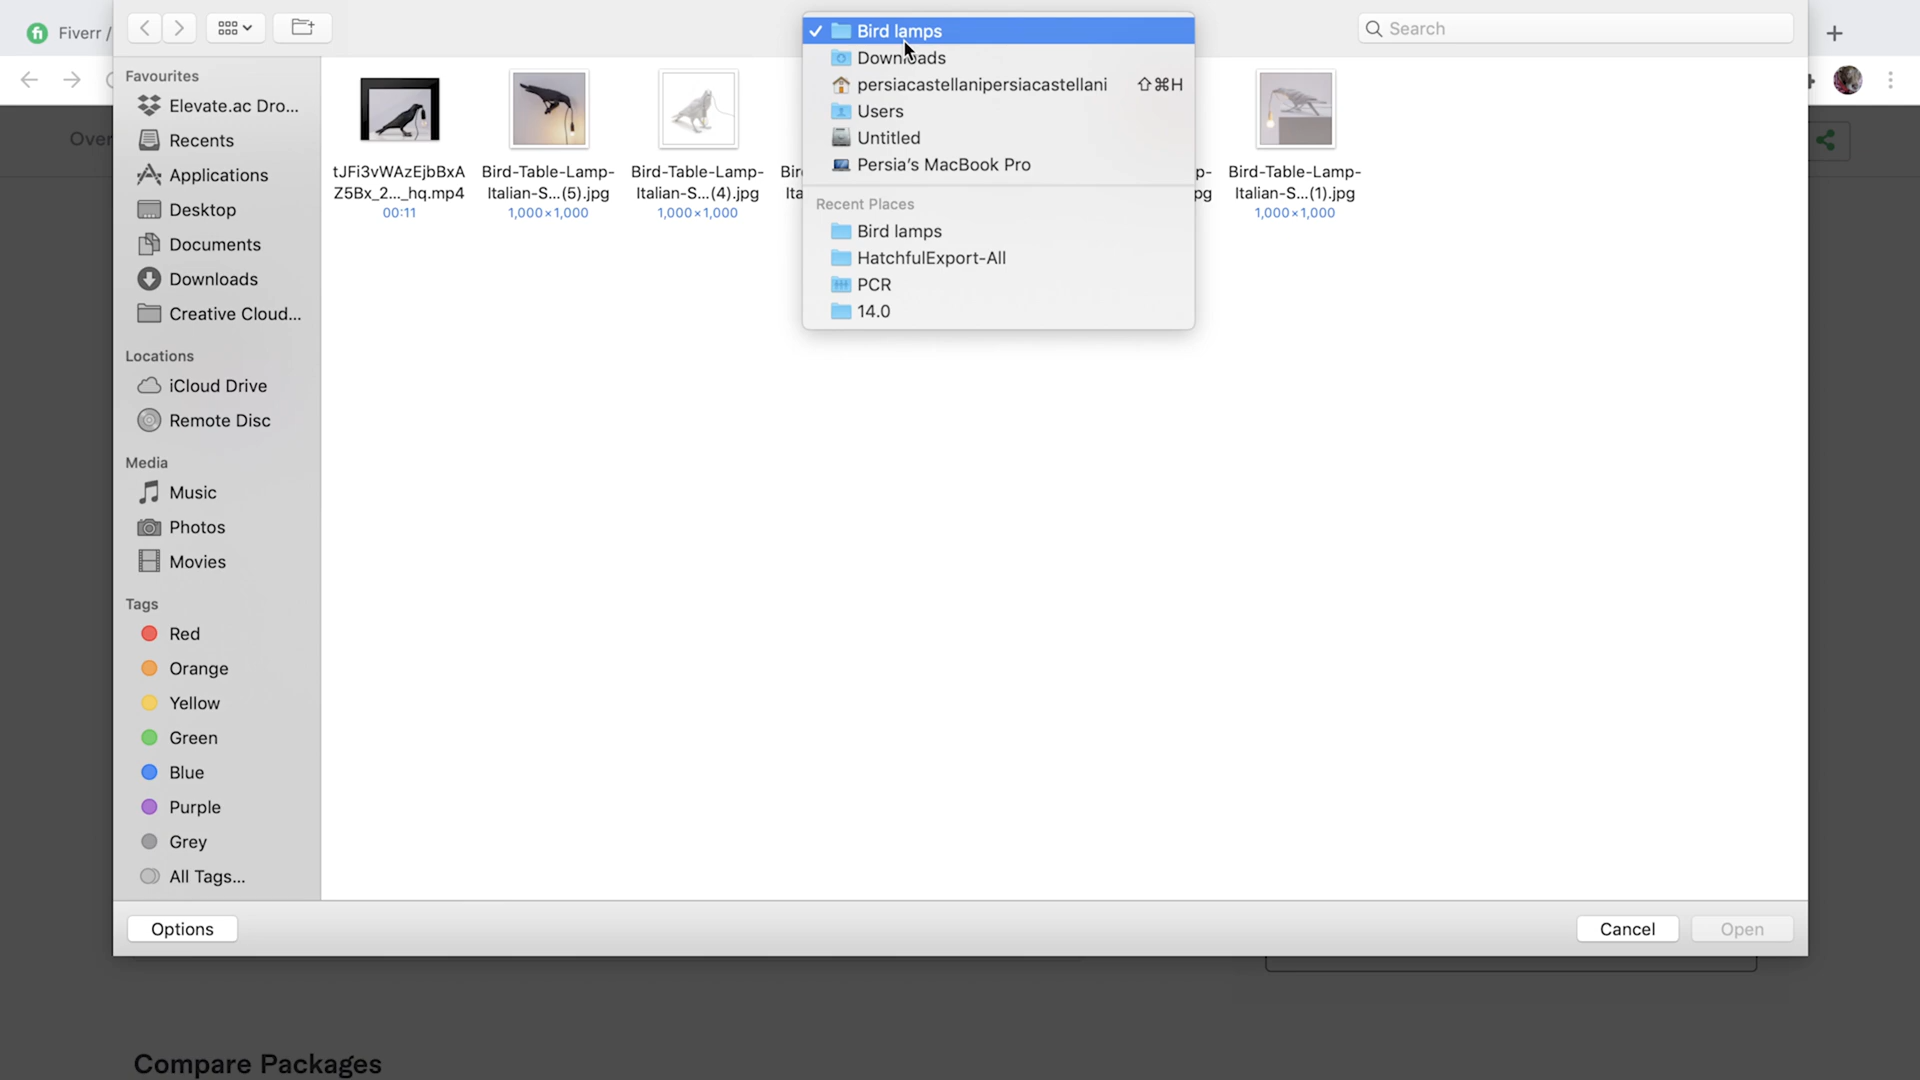 Fiverr /
Search
Bird lamps
Downloads
persiacastellanipersiacastellani ⇧⌘H
Users
Untitled
Persia's MacBook Pro
Recent Places
Bird lamps
HatchfulExport-All
PCR
14.0
Favourites
Elevate.ac Dro...
Recents
Applications
Desktop
Documents
Downloads
Creative Cloud...
Locations
iCloud Drive
Remote Disc
Media
Music
Photos
Movies
Tags
Red
Orange
Yellow
Green
Blue
Purple
Grey
All Tags...
tJFi3vWAzEjbBxA
Z5Bx_2..._hq.mp4
00:11
Bird-Table-Lamp-
Italian-S...(5).jpg
1,000×1,000
Bird-Table-Lamp-
Italian-S...(4).jpg
1,000×1,000
Bird-Table-Lamp-
Italian-S...(1).jpg
1,000×1,000
Options
Cancel
Open
Compare Packages